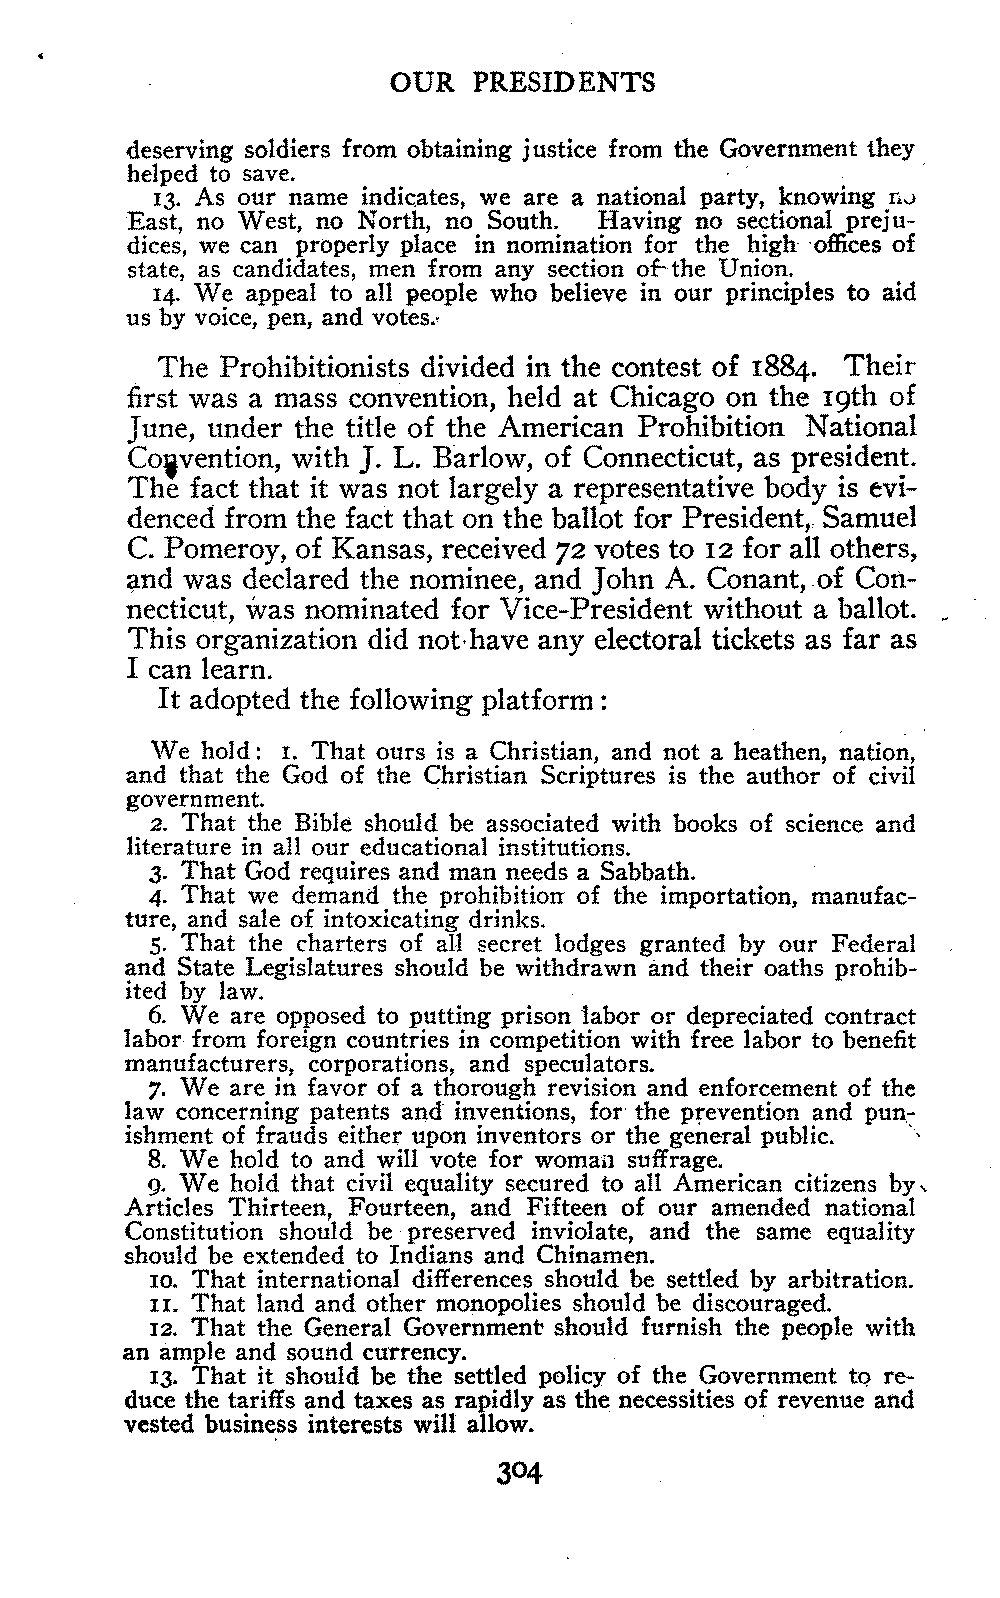 OUR PRESIDENTS
deserving soldiers from obtaining justice from the Government they
helped to save.
13. As our name indicates, we are a national party, knowing no
East, no West, no North, no South. Having no sectional preju-
dices, we can properly place in nomination for the high offices of
state, as candidates, men from any section of the Union.
14. We appeal to all people who believe in our principles to aid
us by voice, pen, and votes.
The Prohibitionists divided in the contest of 1884. Their
first was a mass convention, held at Chicago on the 19th of
June, under the title of the American Prohibition National
Convention, with J. L. Barlow, of Connecticut, as president.
The fact that it was not largely a representative body is evi-
denced from the fact that on the ballot for President, Samuel
C. Pomeroy, of Kansas, received 72 votes to 12 for all others,
and was declared the nominee, and John A. Conant, of Con-
necticut, was nominated for Vice-President without a ballot.
This organization did not have any electoral tickets as far as
I can learn.
It adopted the following platform:
We hold: 1. That ours is a Christian, and not a heathen, nation,
and that the God of the Christian Scriptures is the author of civil
government.
2. That the Bible should be associated with books of science and
literature in all our educational institutions.
3. That God requires and man needs a Sabbath.
4. That we demand the prohibition of the importation, manufac-
ture, and sale of intoxicating drinks.
5. That the charters of all secret lodges granted by our Federal
and State Legislatures should be withdrawn and their oaths prohib-
ited by law.
6. We are opposed to putting prison labor or depreciated contract
labor from foreign countries in competition with free labor to benefit
manufacturers, corporations, and speculators.
7. We are in favor of a thorough revision and enforcement of the
law concerning patents and inventions, for the prevention and pun-
ishment of frauds either upon inventors or the general public.
8. We hold to and will vote for woman suffrage.
9. We hold that civil equality secured to all American citizens by
Articles Thirteen, Fourteen, and Fifteen of our amended national
Constitution should be preserved inviolate, and the same equality
should be extended to Indians and Chinamen.
10. That international differences should be settled by arbitration.
11. That land and other monopolies should be discouraged.
12. That the General Government should furnish the people with
an ample and sound currency.
13. That it should be the settled policy of the Government to re-
duce the tariffs and taxes as rapidly as the necessities of revenue and
vested business interests will allow.
304